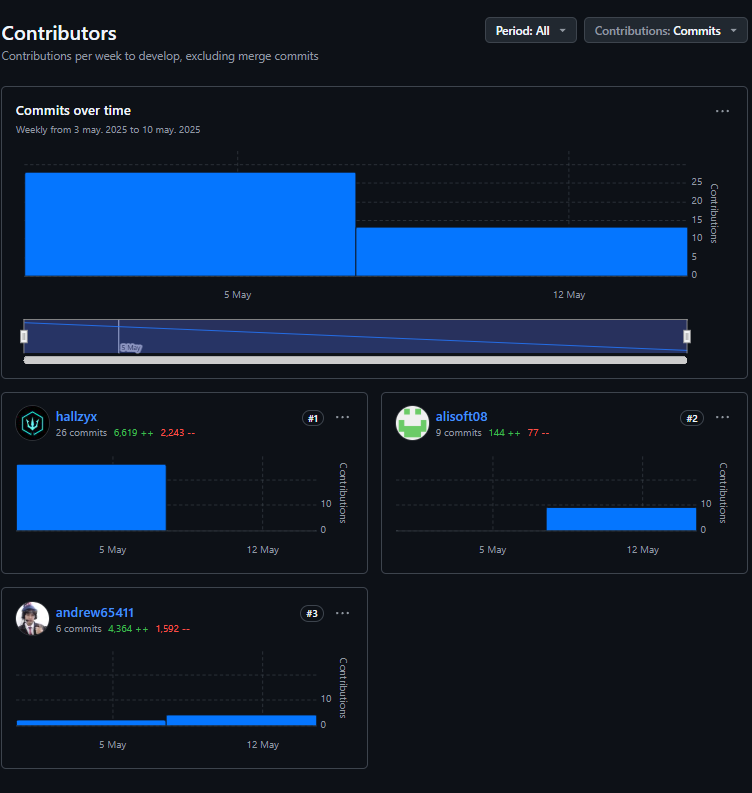 Contributors
Period: All
Contributions: Commits
Contributions per week to develop, excluding merge commits
Commits over time
Weekly from 3 may. 2025 to 10 may. 2025
25
20
15
10
5
0
Contributions
5 May
12 May
5 May
hallzyx
#1
26 commits 6,619 ++ 2,243 --
10
0
Contributions
5 May
12 May
alisoft08
#2
9 commits 144 ++ 77 --
10
0
Contributions
5 May
12 May
andrew65411
#3
6 commits 4,364 ++ 1,592 --
10
0
Contributions
5 May
12 May